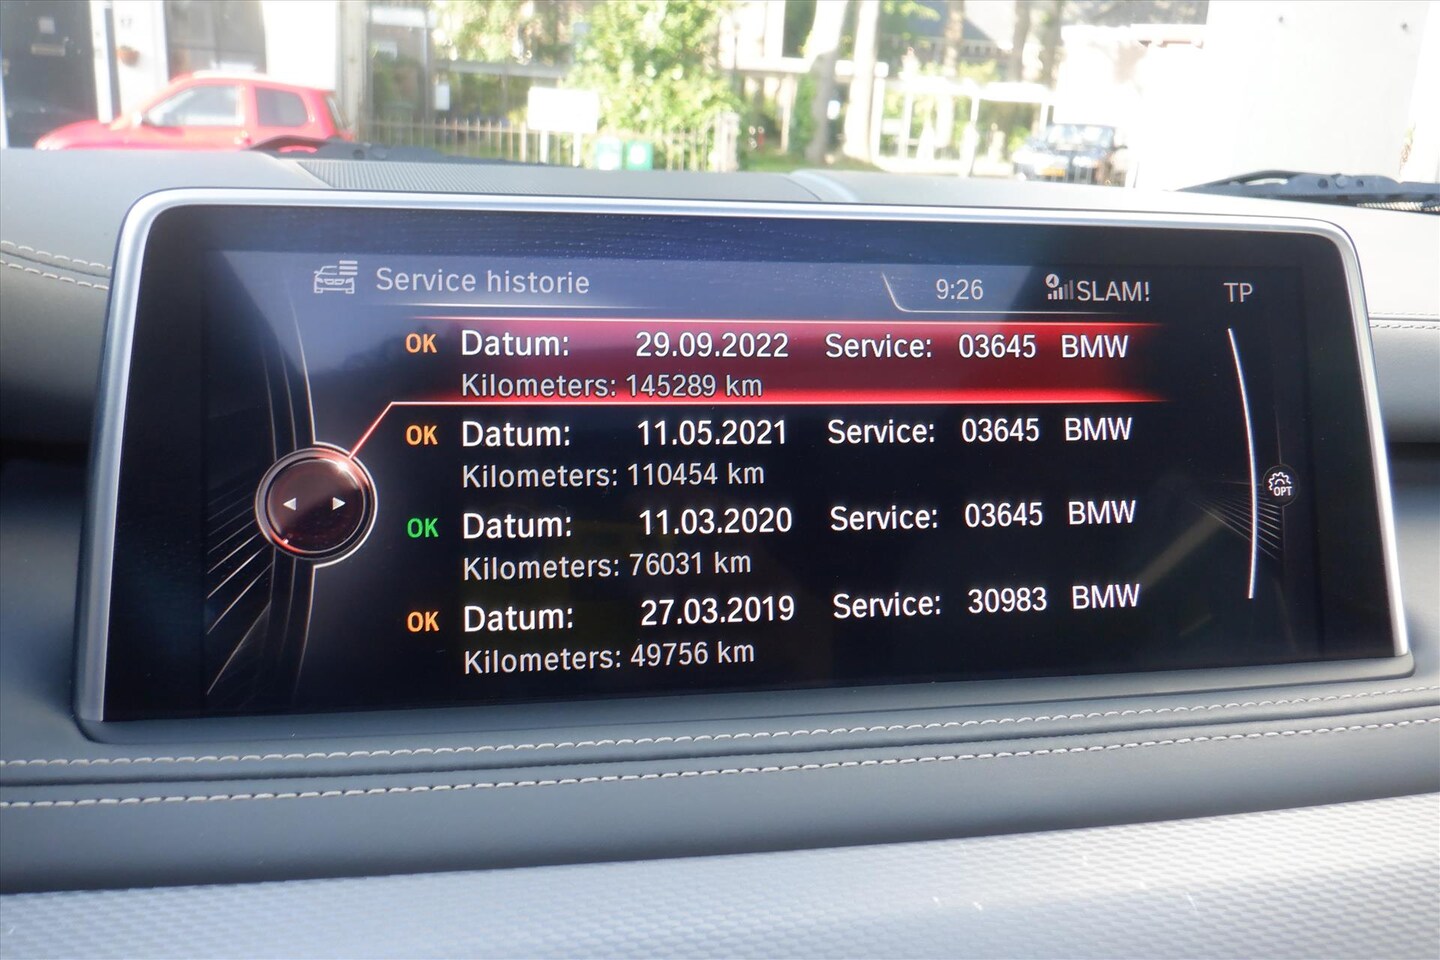 Service historie
9:26
SLAM!
TP
OK Datum: 29.09.2022 Service: 03645 BMW
Kilometers: 145289 km
OK Datum: 11.05.2021 Service: 03645 BMW
Kilometers: 110454 km
OK Datum: 11.03.2020 Service: 03645 BMW
Kilometers: 76031 km
OK Datum: 27.03.2019 Service: 30983 BMW
Kilometers: 49756 km
OPT